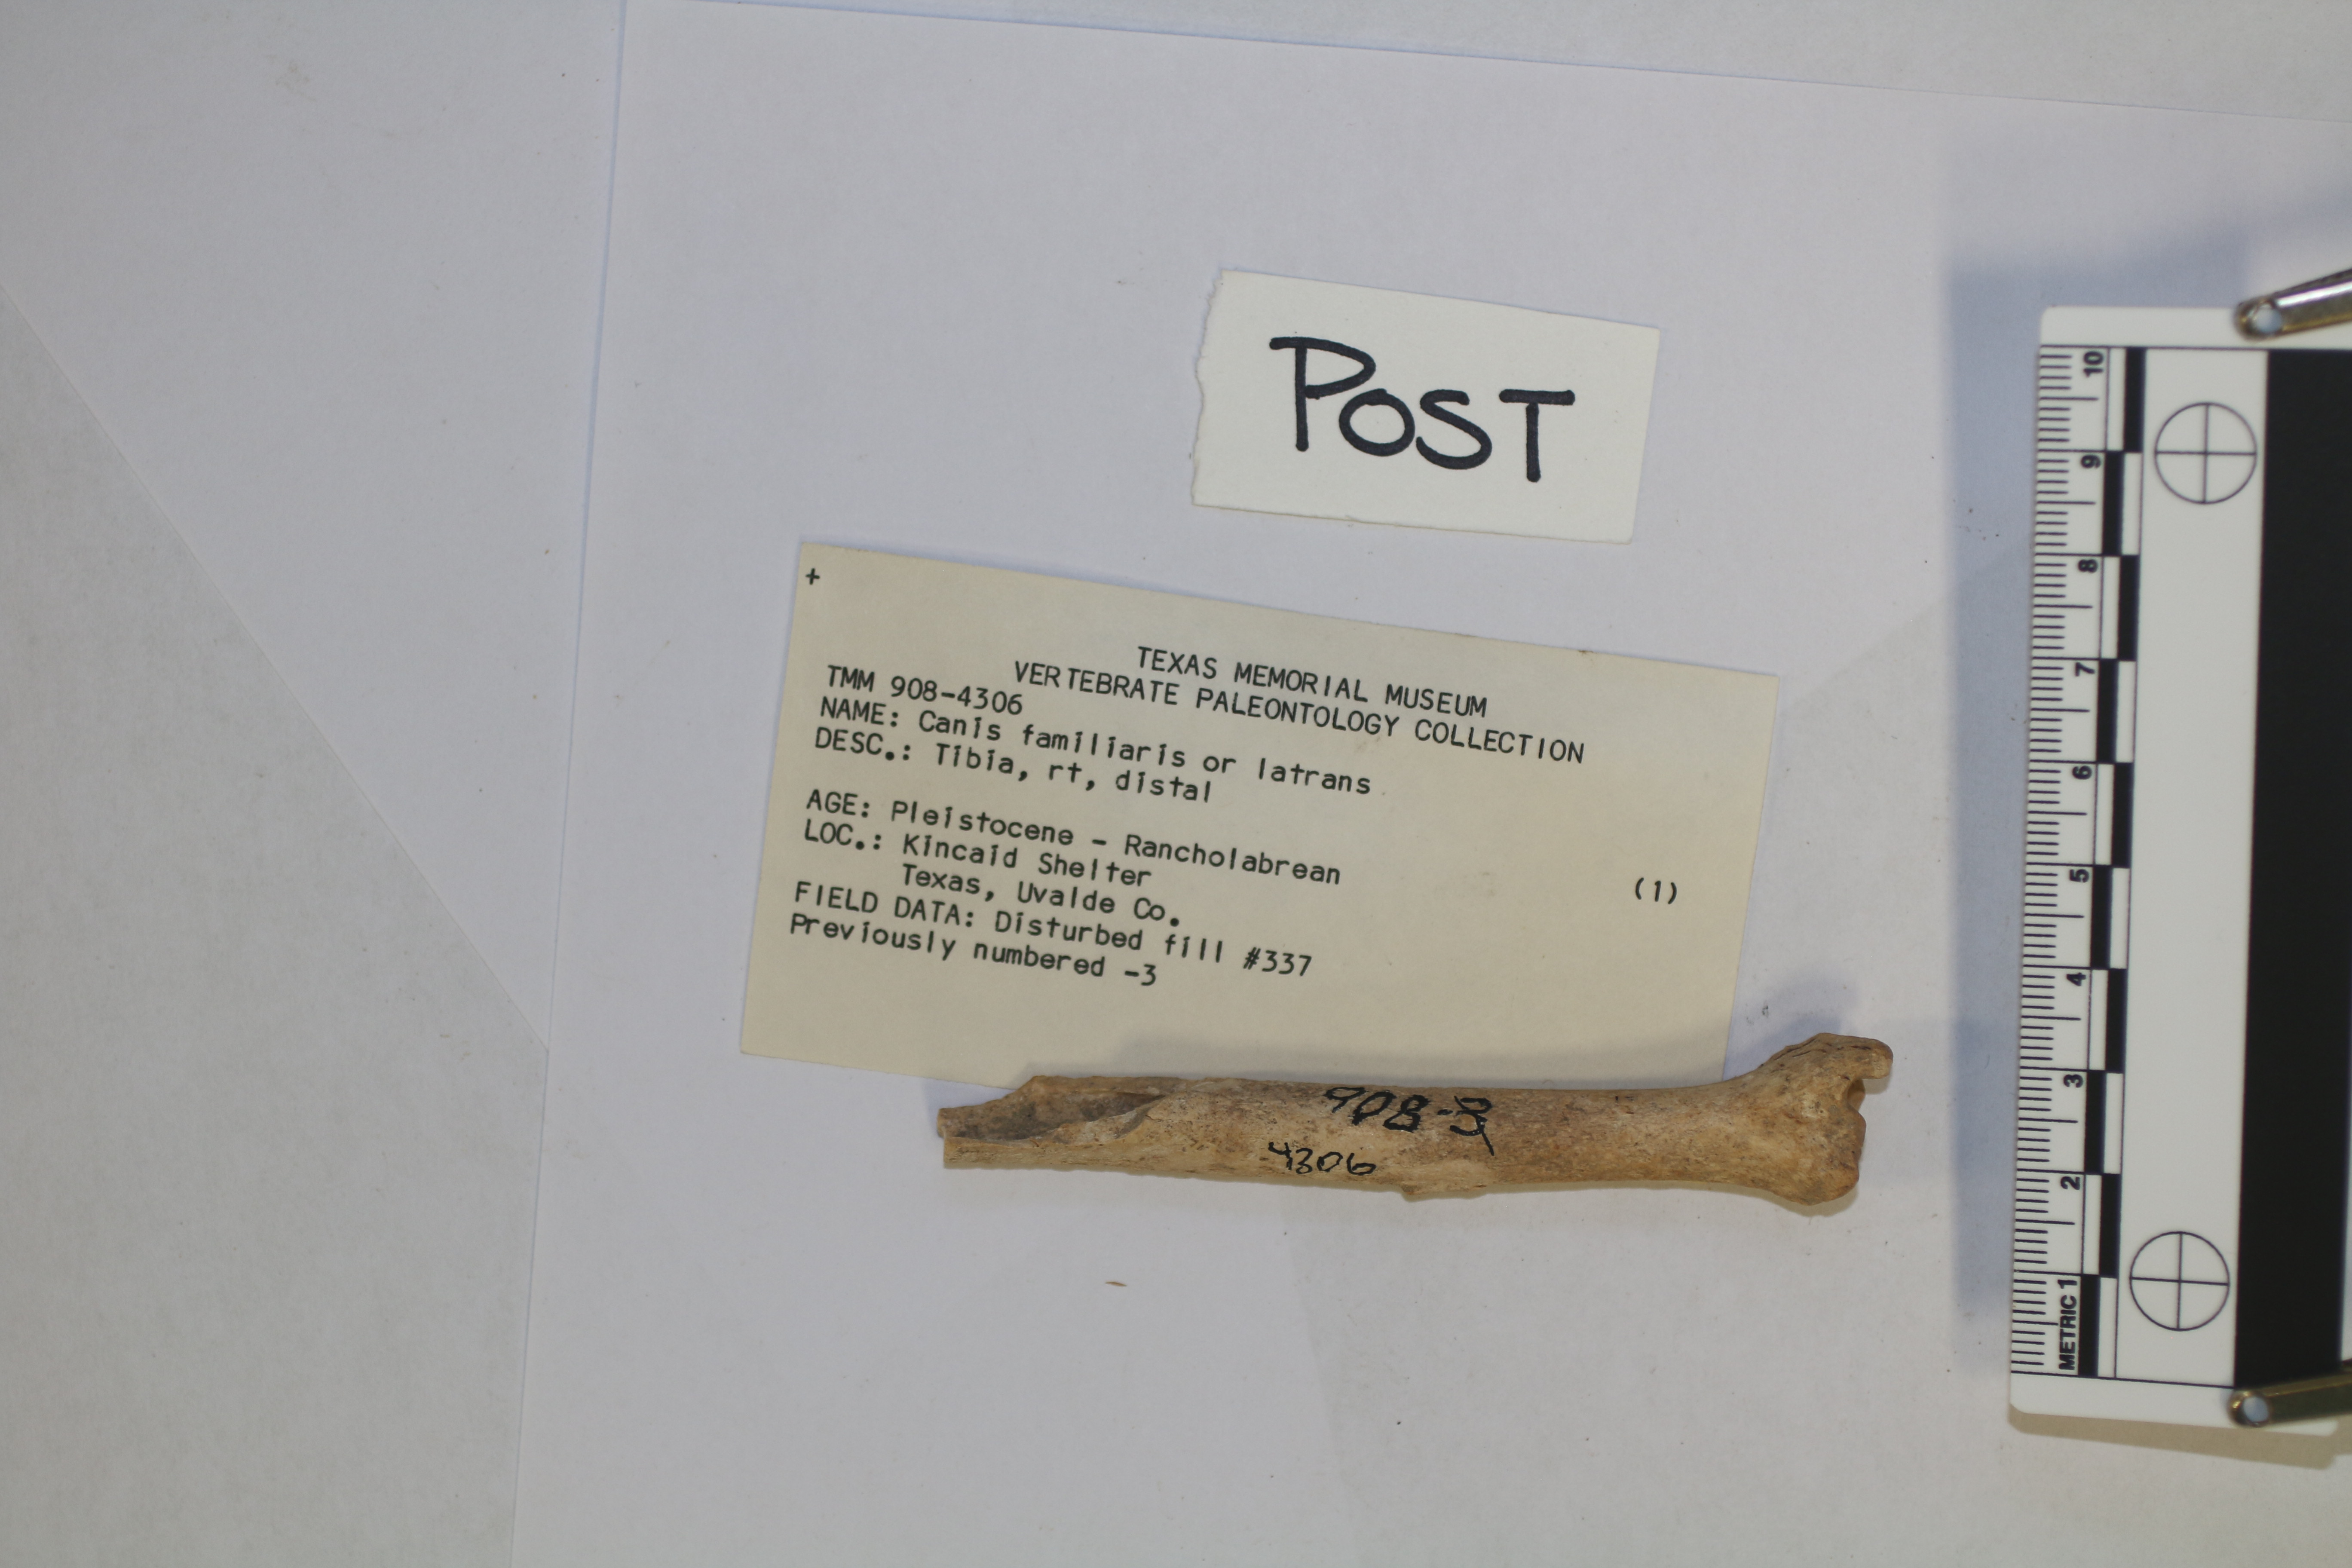 +
TEXAS MEMORIAL MUSEUM
VERTEBRATE PALEONTOLOGY COLLECTION
TMM 908-4306
NAME: Canis familiaris or latrans
DESC.: Tibia, rt, distal
AGE: Pleistocene - Rancholabrean
LOC.: Kincaid Shelter
Texas, Uvalde Co.
FIELD DATA: Disturbed fill #337
Previously numbered -3
(1)
POST
908-3
4306
METRIC 1 2 3 4 5 6 7 8 9 10